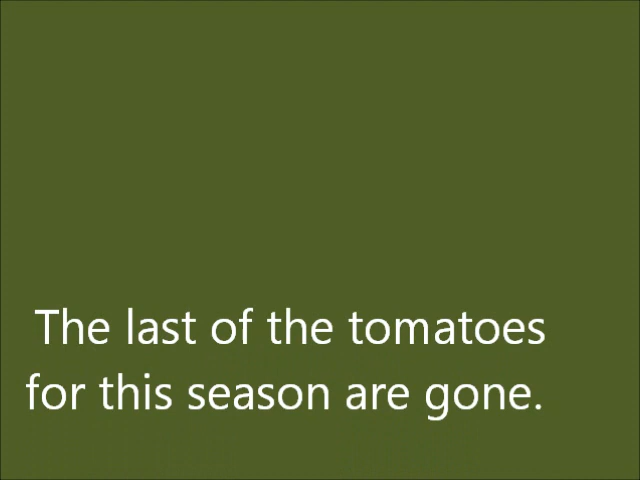 The last of the tomatoes
for this season are gone.